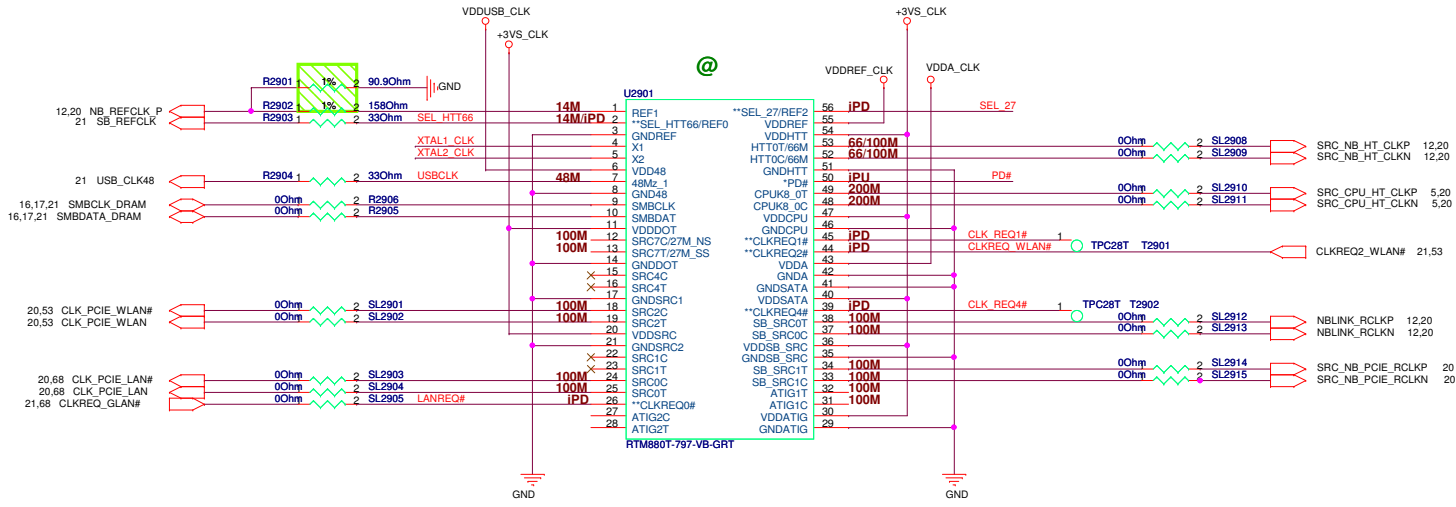 VDDUSB_CLK
+3VS_CLK
+3VS_CLK
@
VDDREF_CLK
VDDA_CLK
R2901 1 1% 2 90.9Ohm GND
12,20 NB_REFCLK_P R2902 1 1% 2 158Ohm 14M
21 SB_REFCLK R2903 1 2 33Ohm SEL_HTT66 14M/iPD
XTAL1_CLK
XTAL2_CLK
21 USB_CLK48 R2904 1 2 33Ohm USBCLK 48M
16,17,21 SMBCLK_DRAM 0Ohm 2 R2906
16,17,21 SMBDATA_DRAM 0Ohm 2 R2905
100M
100M
20,53 CLK_PCIE_WLAN# 0Ohm 2 SL2901 100M
20,53 CLK_PCIE_WLAN 0Ohm 2 SL2902 100M
20,68 CLK_PCIE_LAN# 0Ohm 2 SL2903 100M
20,68 CLK_PCIE_LAN 0Ohm 2 SL2904 100M
21,68 CLKREQ_GLAN# 0Ohm 2 SL2905 LANREQ# iPD
GND
U2901
1 REF1
2 **SEL_HTT66/REF0
3 GNDREF
4 X1
5 X2
6 VDD48
7 48Mz_1
8 GND48
9 SMBCLK
10 SMBDAT
11 VDDDOT
12 SRC7C/27M_NS
13 SRC7T/27M_SS
14 GNDDOT
15 SRC4C
16 SRC4T
17 GNDSRC1
18 SRC2C
19 SRC2T
20 VDDSRC
21 GNDSRC2
22 SRC1C
23 SRC1T
24 SRC0C
25 SRC0T
26 **CLKREQ0#
27 ATIG2C
28 ATIG2T
**SEL_27/REF2 56 iPD SEL_27
VDDREF 55
VDDHTT 54
HTT0T/66M 53 66/100M 0Ohm 2 SL2908 SRC_NB_HT_CLKP 12,20
HTT0C/66M 52 66/100M 0Ohm 2 SL2909 SRC_NB_HT_CLKN 12,20
GNDHTT 51
*PD# 50 iPU PD#
CPUK8_0T 49 200M 0Ohm 2 SL2910 SRC_CPU_HT_CLKP 5,20
CPUK8_0C 48 200M 0Ohm 2 SL2911 SRC_CPU_HT_CLKN 5,20
VDDCPU 47
GNDCPU 46
**CLKREQ1# 45 iPD CLK_REQ1# 1
**CLKREQ2# 44 iPD CLKREQ_WLAN# TPC28T T2901 CLKREQ2_WLAN# 21,53
VDDA 43
GNDA 42
GNDSATA 41
VDDSATA 40
**CLKREQ4# 39 iPD CLK_REQ4# 1 TPC28T T2902
SB_SRC0T 38 100M 0Ohm 2 SL2912 NBLINK_RCLKP 12,20
SB_SRC0C 37 100M 0Ohm 2 SL2913 NBLINK_RCLKN 12,20
VDDSB_SRC 36
GNDSB_SRC 35
SB_SRC1T 34 100M 0Ohm 2 SL2914 SRC_NB_PCIE_RCLKP 20
SB_SRC1C 33 100M 0Ohm 2 SL2915 SRC_NB_PCIE_RCLKN 20
ATIG1T 32 100M
ATIG1C 31 100M
VDDATIG 30
GNDATIG 29
RTM880T-797-VB-GRT
GND